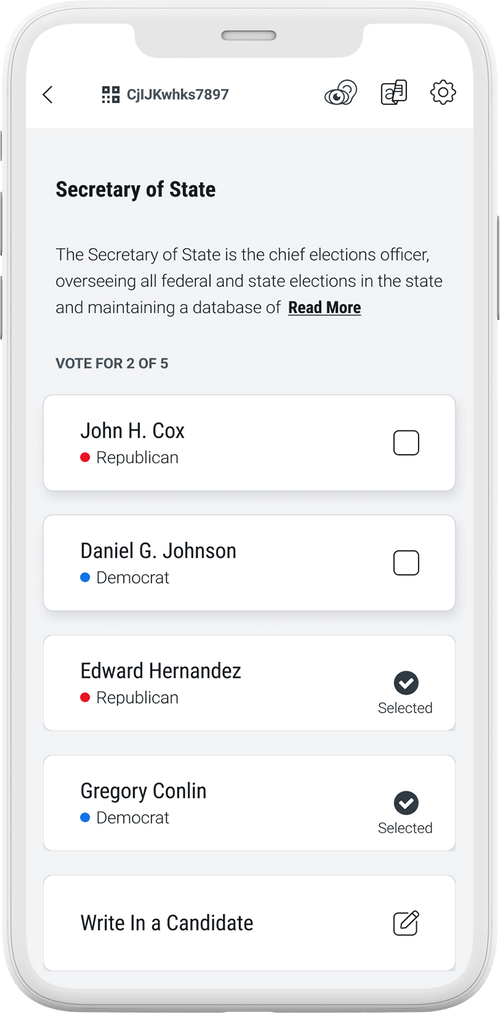 CjIJKwhks7897
Secretary of State
The Secretary of State is the chief elections officer,
overseeing all federal and state elections in the state
and maintaining a database of Read More
VOTE FOR 2 OF 5
John H. Cox
Republican
Daniel G. Johnson
Democrat
Edward Hernandez
Republican
Selected
Gregory Conlin
Democrat
Selected
Write In a Candidate